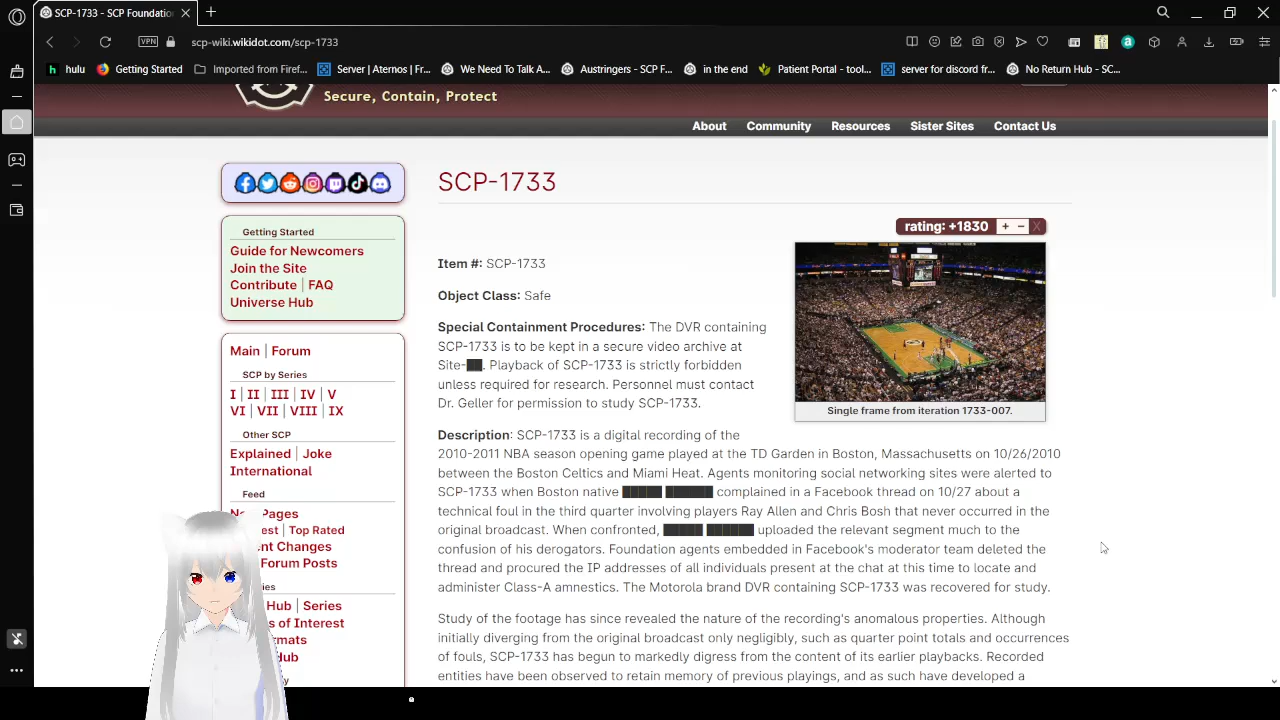 SCP-1733 - SCP Foundatio
VPN
scp-wiki.wikidot.com/scp-1733
hulu
Getting Started
Imported from Firef...
Server | Aternos | Fr...
We Need To Talk A...
Austringers - SCP F...
in the end
Patient Portal - tool...
server for discord fr...
No Return Hub - SC...
Secure, Contain, Protect
About
Community
Resources
Sister Sites
Contact Us
Getting Started
Guide for Newcomers
Join the Site
Contribute | FAQ
Universe Hub
Main | Forum
SCP by Series
I | II | III | IV | V
VI | VII | VIII | IX
Other SCP
Explained | Joke
International
Feed
Pages
Top Rated
Changes
Forum Posts
Hub | Series
of Interest
SCP-1733
rating: +1830 + − X
Item #: SCP-1733
Object Class: Safe
Special Containment Procedures: The DVR containing
SCP-1733 is to be kept in a secure video archive at
Site-██. Playback of SCP-1733 is strictly forbidden
unless required for research. Personnel must contact
Dr. Geller for permission to study SCP-1733.
Single frame from iteration 1733-007.
Description: SCP-1733 is a digital recording of the
2010-2011 NBA season opening game played at the TD Garden in Boston, Massachusetts on 10/26/2010
between the Boston Celtics and Miami Heat. Agents monitoring social networking sites were alerted to
SCP-1733 when Boston native █████ ██████ complained in a Facebook thread on 10/27 about a
technical foul in the third quarter involving players Ray Allen and Chris Bosh that never occurred in the
original broadcast. When confronted, █████ ██████ uploaded the relevant segment much to the
confusion of his derogators. Foundation agents embedded in Facebook's moderator team deleted the
thread and procured the IP addresses of all individuals present at the chat at this time to locate and
administer Class-A amnestics. The Motorola brand DVR containing SCP-1733 was recovered for study.
Study of the footage has since revealed the nature of the recording's anomalous properties. Although
initially diverging from the original broadcast only negligibly, such as quarter point totals and occurrences
of fouls, SCP-1733 has begun to markedly digress from the content of its earlier playbacks. Recorded
entities have been observed to retain memory of previous playings, and as such have developed a